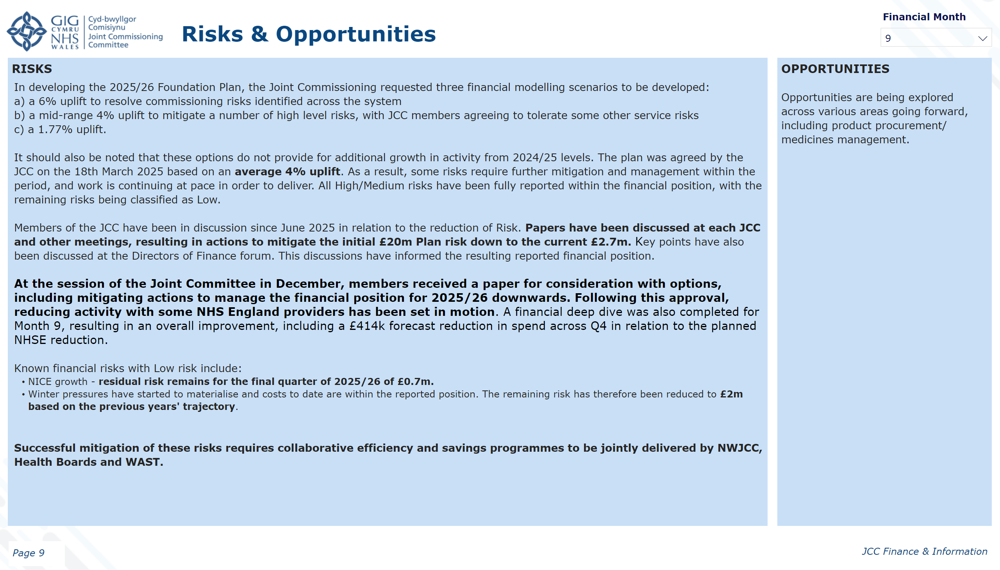 GIG
CYMRU
NHS
WALES
Cyd-bwyllgor
Comisiynu
Joint Commissioning
Committee
Risks & Opportunities
Financial Month
9
RISKS
In developing the 2025/26 Foundation Plan, the Joint Commissioning requested three financial modelling scenarios to be developed:
a) a 6% uplift to resolve commissioning risks identified across the system
b) a mid-range 4% uplift to mitigate a number of high level risks, with JCC members agreeing to tolerate some other service risks
c) a 1.77% uplift.
It should also be noted that these options do not provide for additional growth in activity from 2024/25 levels. The plan was agreed by the
JCC on the 18th March 2025 based on an average 4% uplift. As a result, some risks require further mitigation and management within the
period, and work is continuing at pace in order to deliver. All High/Medium risks have been fully reported within the financial position, with the
remaining risks being classified as Low.
Members of the JCC have been in discussion since June 2025 in relation to the reduction of Risk. Papers have been discussed at each JCC
and other meetings, resulting in actions to mitigate the initial £20m Plan risk down to the current £2.7m. Key points have also
been discussed at the Directors of Finance forum. This discussions have informed the resulting reported financial position.
At the session of the Joint Committee in December, members received a paper for consideration with options,
including mitigating actions to manage the financial position for 2025/26 downwards. Following this approval,
reducing activity with some NHS England providers has been set in motion. A financial deep dive was also completed for
Month 9, resulting in an overall improvement, including a £414k forecast reduction in spend across Q4 in relation to the planned
NHSE reduction.
Known financial risks with Low risk include:
• NICE growth - residual risk remains for the final quarter of 2025/26 of £0.7m.
• Winter pressures have started to materialise and costs to date are within the reported position. The remaining risk has therefore been reduced to £2m
based on the previous years' trajectory.
Successful mitigation of these risks requires collaborative efficiency and savings programmes to be jointly delivered by NWJCC,
Health Boards and WAST.
OPPORTUNITIES
Opportunities are being explored
across various areas going forward,
including product procurement/
medicines management.
Page 9
JCC Finance & Information